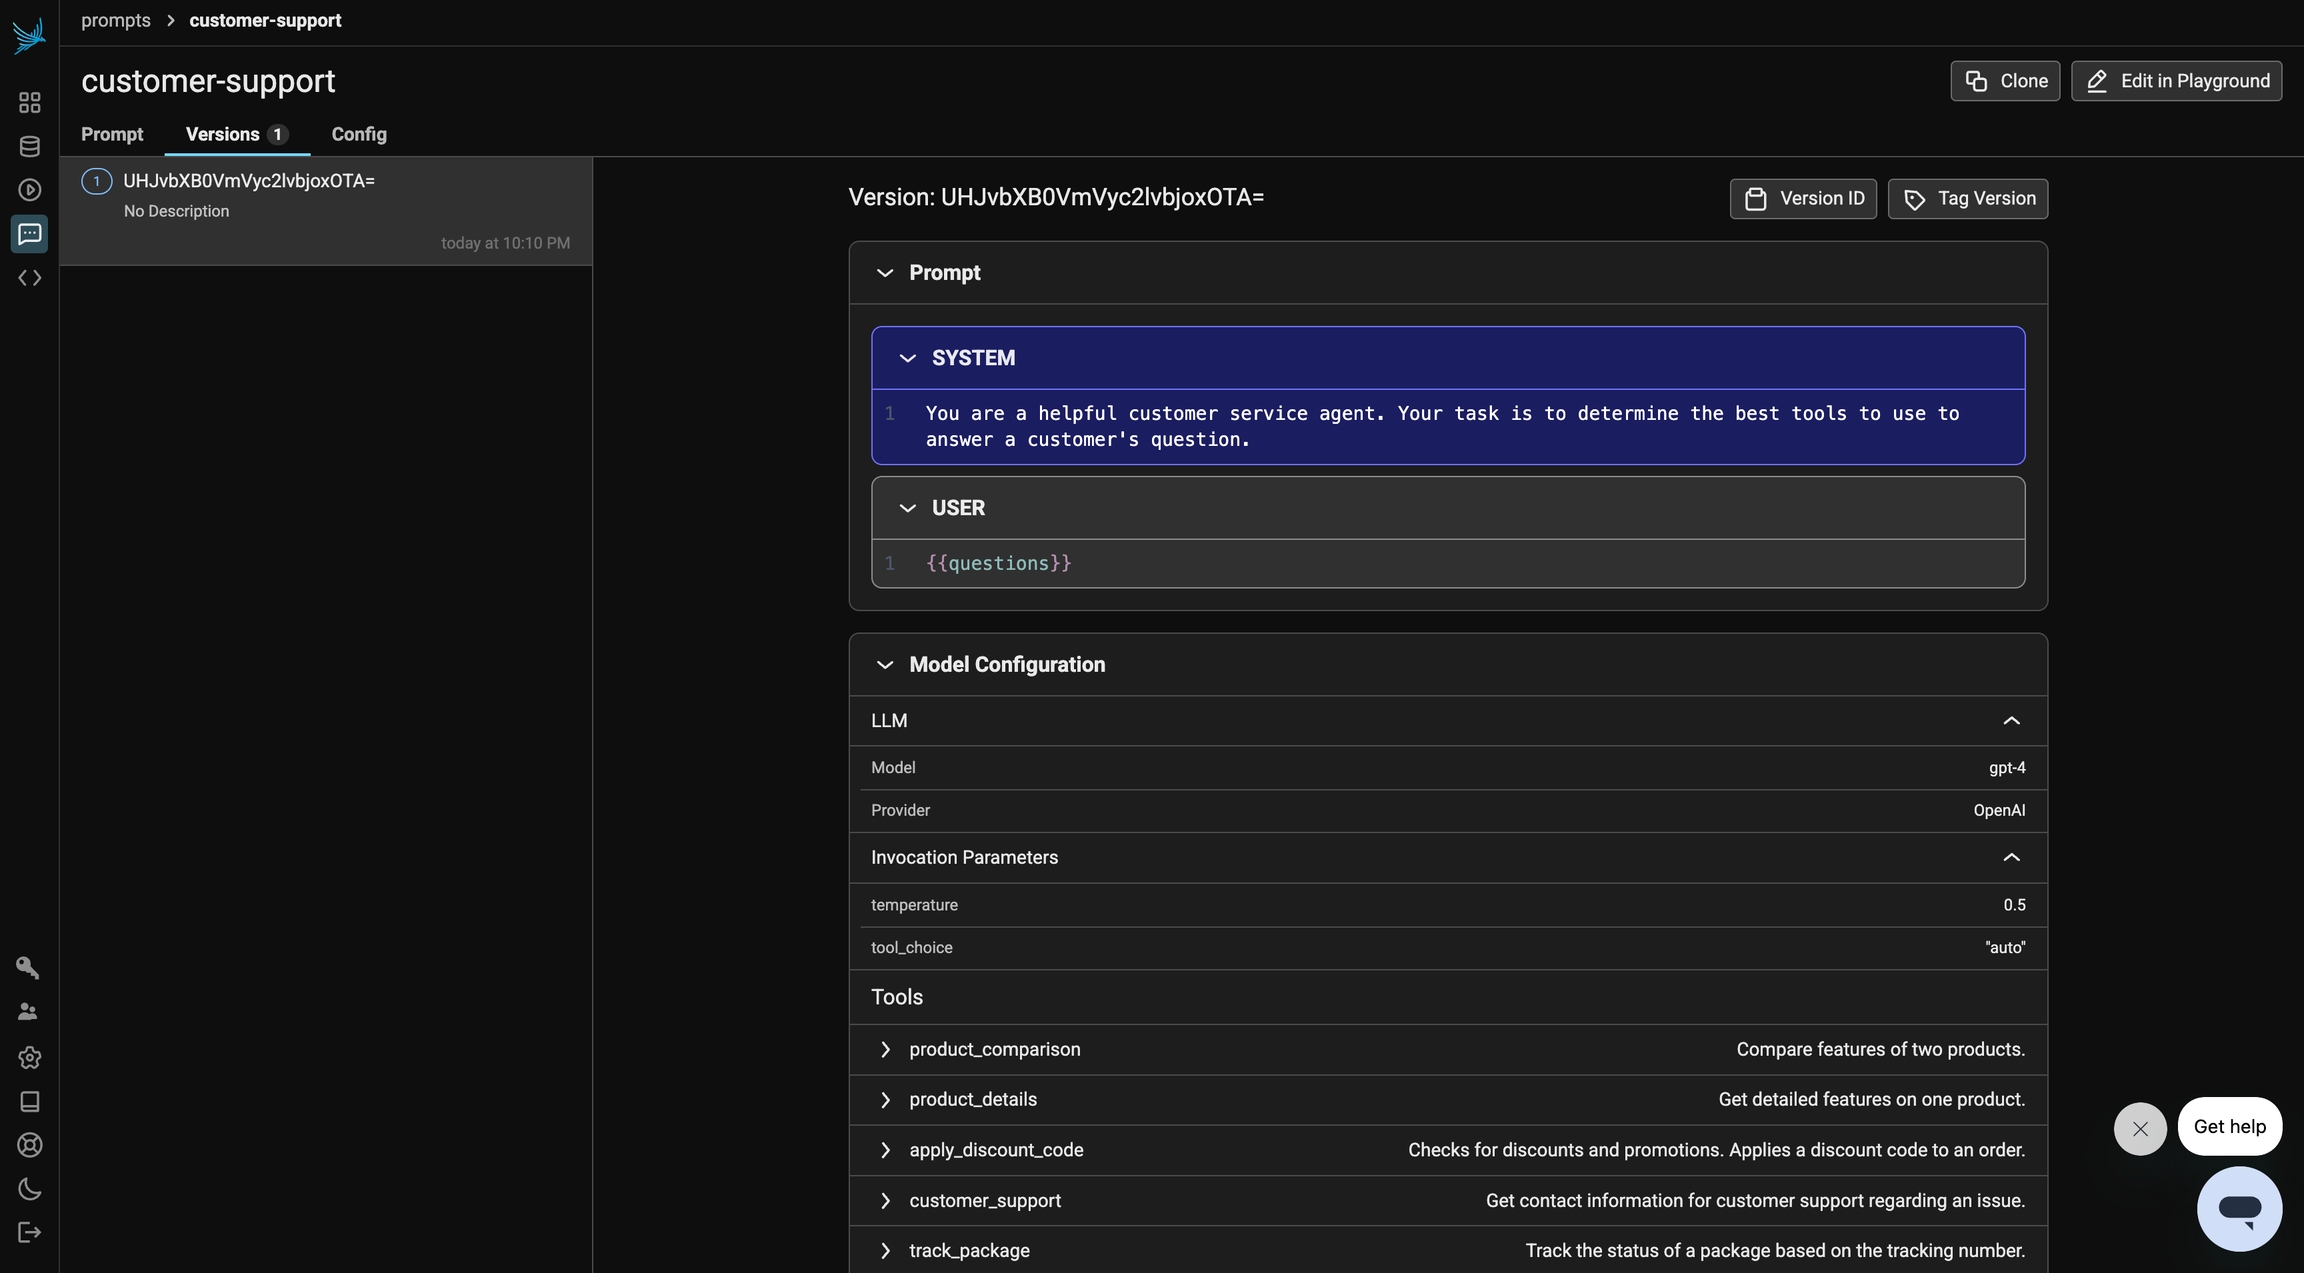 prompts > customer-support
customer-support
Clone
Edit in Playground
Prompt
Versions 1
Config
1 UHJvbXB0VmVyc2lvbjoxOTA=
No Description
today at 10:10 PM
Version: UHJvbXB0VmVyc2lvbjoxOTA=
Version ID
Tag Version
Prompt
SYSTEM
1 You are a helpful customer service agent. Your task is to determine the best tools to use to
answer a customer's question.
USER
1 {{questions}}
Model Configuration
LLM
Model gpt-4
Provider OpenAI
Invocation Parameters
temperature 0.5
tool_choice "auto"
Tools
product_comparison Compare features of two products.
product_details Get detailed features on one product.
apply_discount_code Checks for discounts and promotions. Applies a discount code to an order.
customer_support Get contact information for customer support regarding an issue.
track_package Track the status of a package based on the tracking number.
Get help